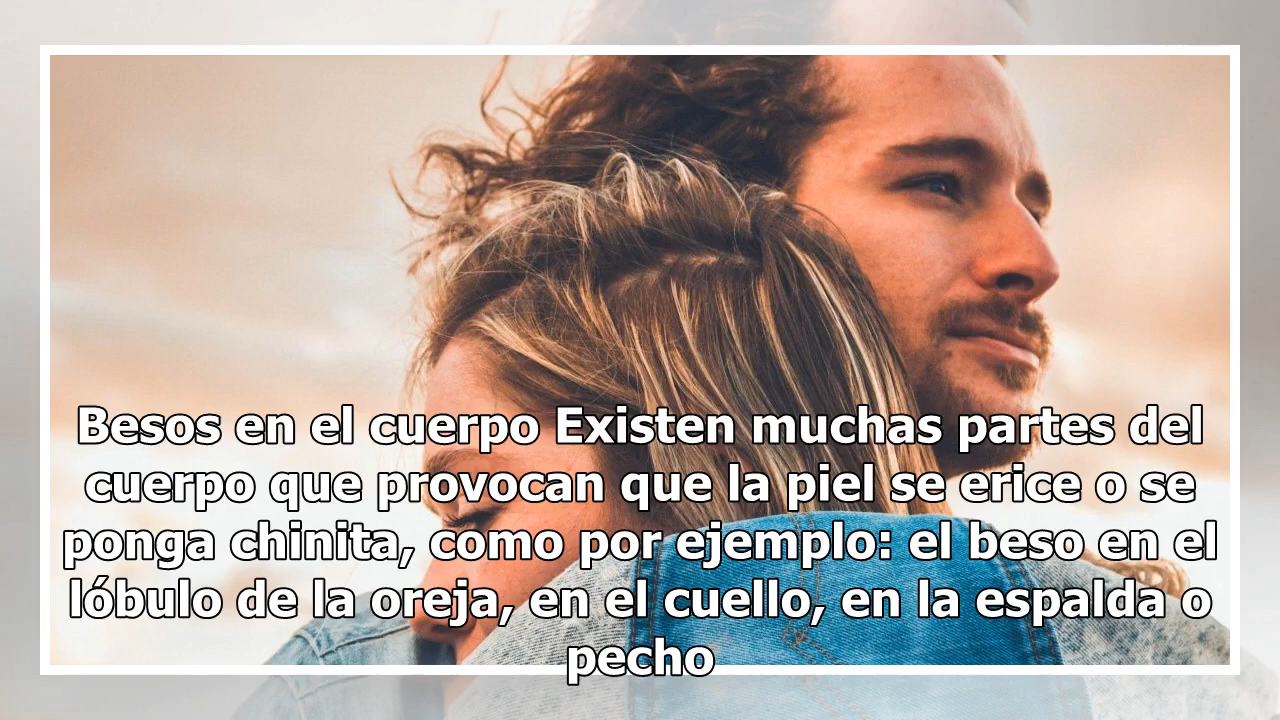 Besos en el cuerpo Existen muchas partes del
cuerpo que provocan que la piel se erice o se
ponga chinita, como por ejemplo: el beso en el
lóbulo de la oreja, en el cuello, en la espalda o
pecho